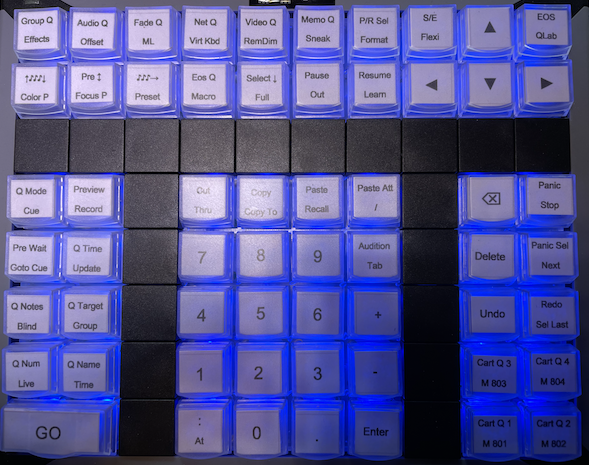 Group Q Audio Q Fade Q Net Q Video Q Memo Q P/R Sel S/E ▲ EOS
Effects Offset ML Virt Kbd RemDim Sneak Format Flexi QLab
↑♪♪♪↓ Pre ↕ ♪♪♪→ Eos Q Select ↓ Pause Resume ◀ ▼ ▶
Color P Focus P Preset Macro Full Out Learn
Q Mode Preview Cut Copy Paste Paste Att ⌫ Panic
Cue Record Thru Copy To Recall / Stop
Pre Wait Q Time 7 8 9 Audition Delete Panic Sel
Goto Cue Update Tab Next
Q Notes Q Target 4 5 6 + Undo Redo
Blind Group Sel Last
Q Num Q Name 1 2 3 - Cart Q 3 Cart Q 4
Live Time M 803 M 804
GO : 0 . Enter Cart Q 1 Cart Q 2
At M 801 M 802